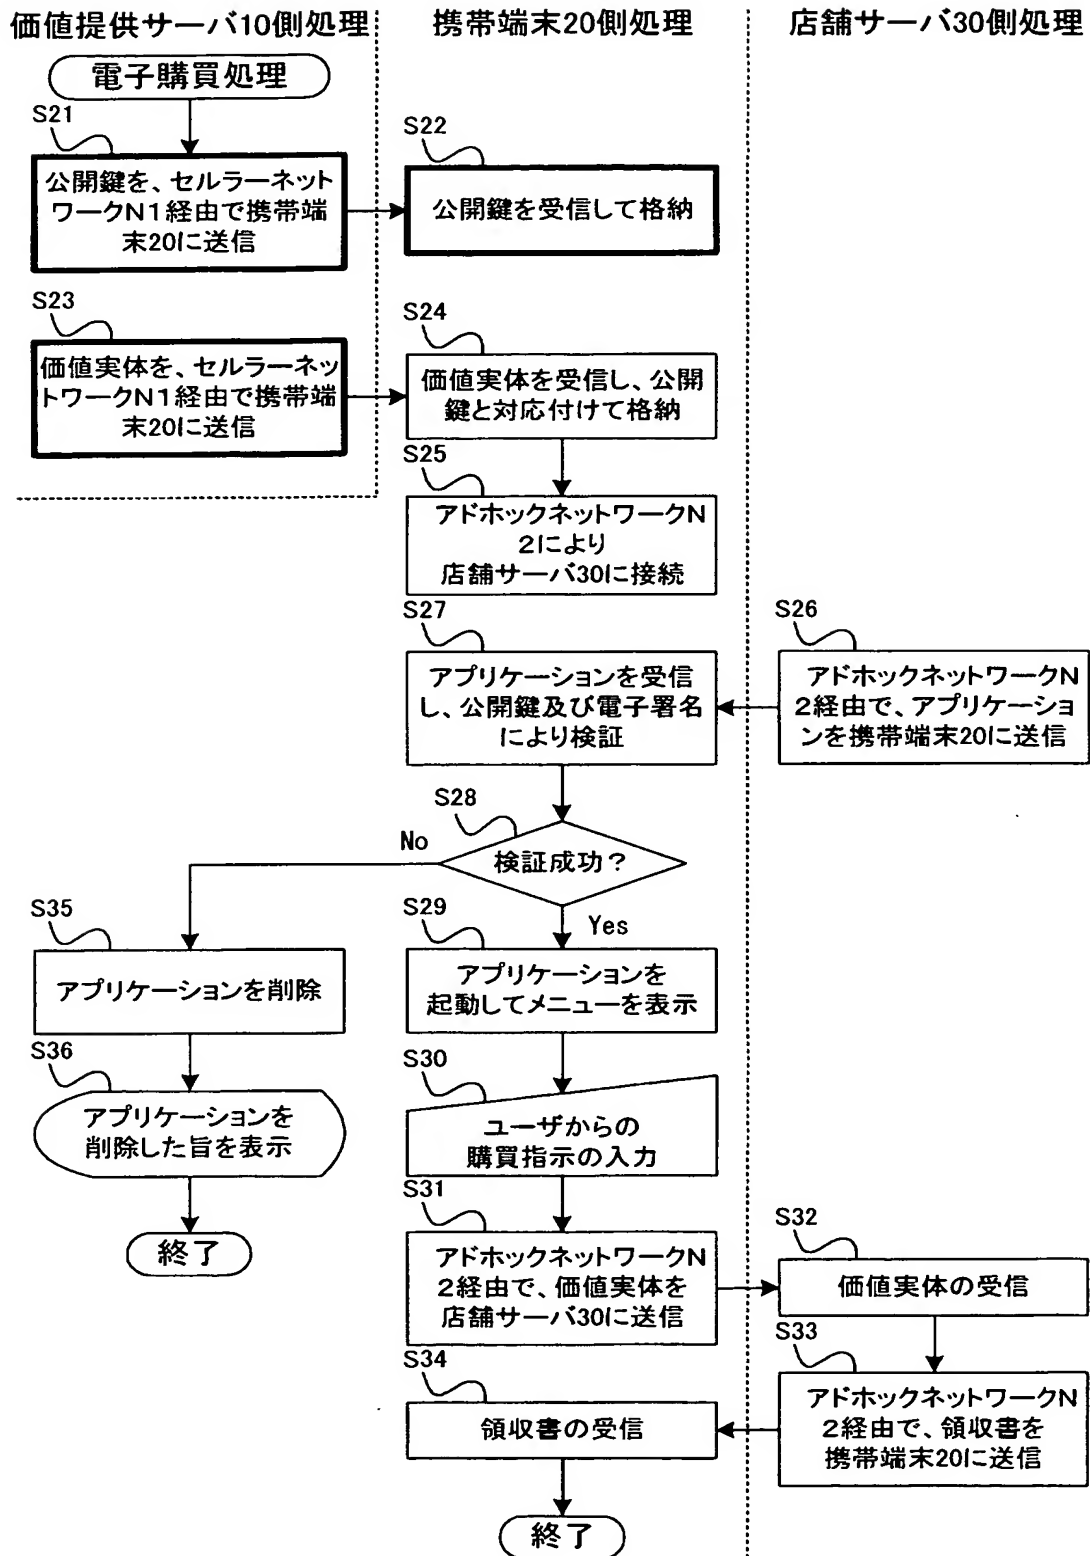 価値提供サーバ10側処理
携帯端末20側処理
店舗サーバ30側処理
電子購買処理
S21
公開鍵を、セルラーネット
ワークN1経由で携帯端
末20に送信
S22
公開鍵を受信して格納
S23
価値実体を、セルラーネッ
トワークN1経由で携帯端
末20に送信
S24
価値実体を受信し、公開
鍵と対応付けて格納
S25
アドホックネットワークN
2により
店舗サーバ30に接続
S26
アドホックネットワークN
2経由で、アプリケーショ
ンを携帯端末20に送信
S27
アプリケーションを受信
し、公開鍵及び電子署名
により検証
S28
検証成功？
No
Yes
S35
アプリケーションを削除
S36
アプリケーションを
削除した旨を表示
終了
S29
アプリケーションを
起動してメニューを表示
S30
ユーザからの
購買指示の入力
S31
アドホックネットワークN
2経由で、価値実体を
店舗サーバ30に送信
S32
価値実体の受信
S33
アドホックネットワークN
2経由で、領収書を
携帯端末20に送信
S34
領収書の受信
終了